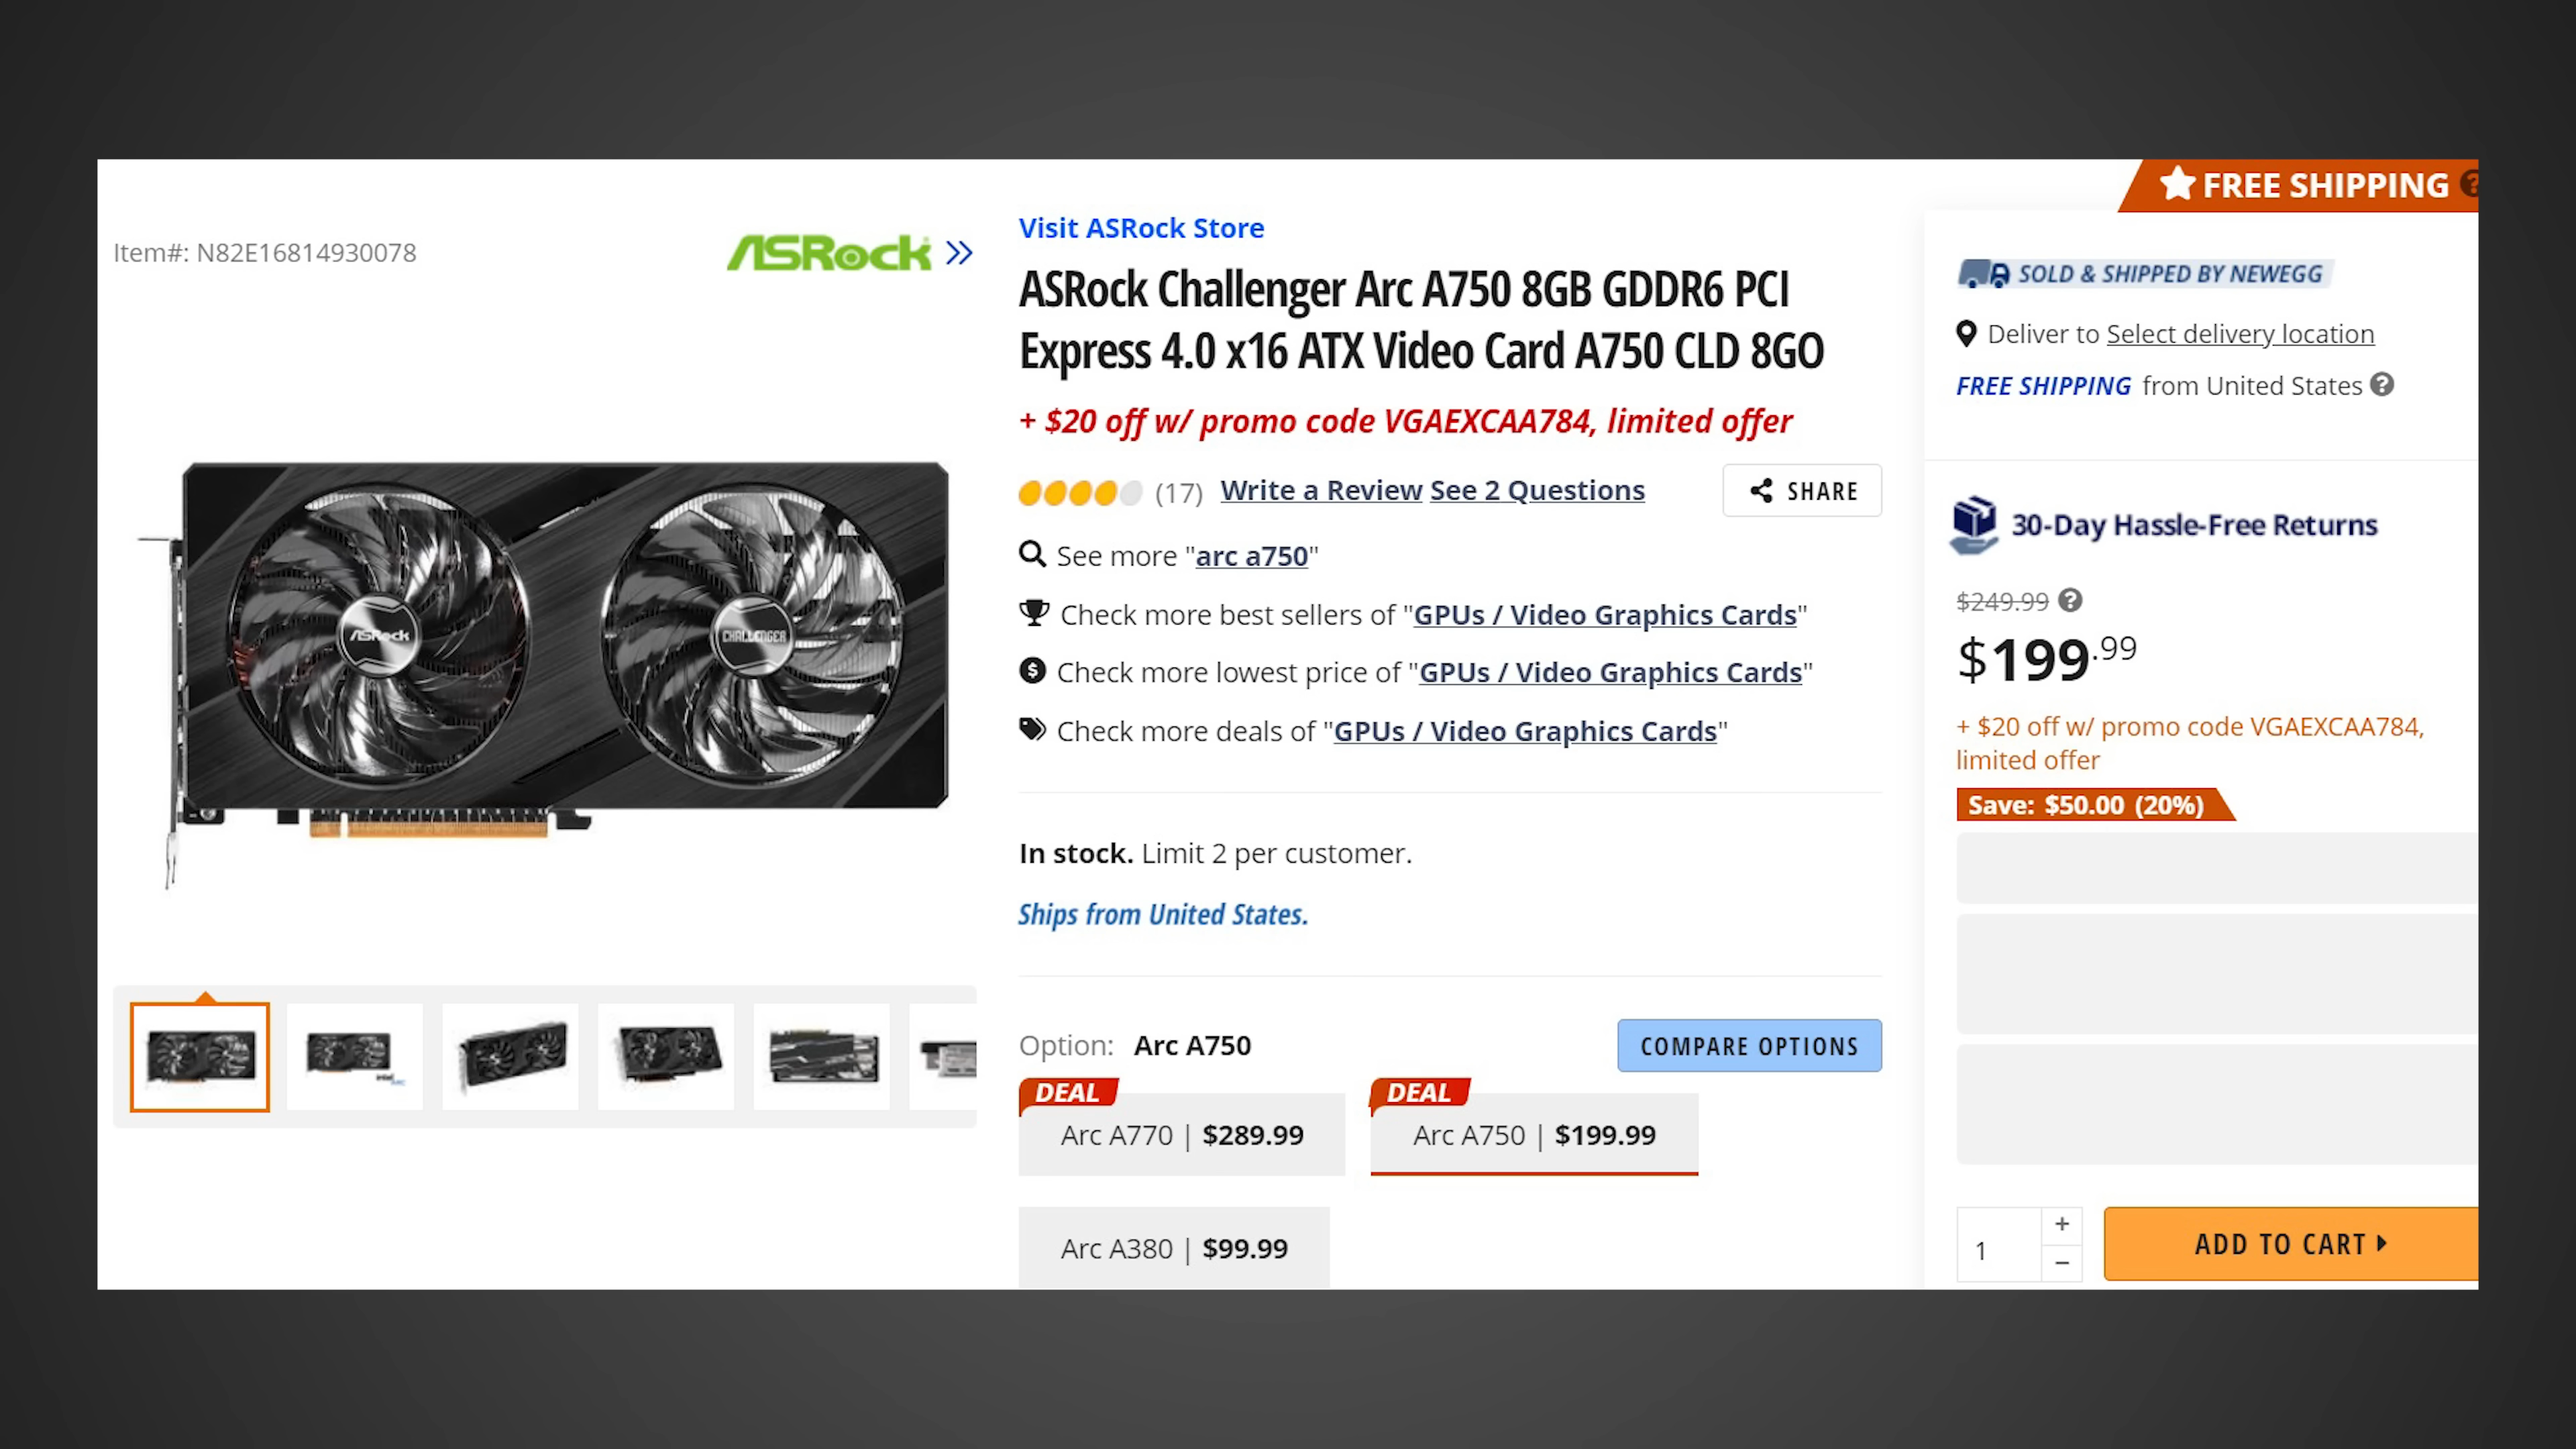 Item#: N82E16814930078
ASRock
ASRock
CHALLENGER
Visit ASRock Store
ASRock Challenger Arc A750 8GB GDDR6 PCI
Express 4.0 x16 ATX Video Card A750 CLD 8GO
+ $20 off w/ promo code VGAEXCAA784, limited offer
(17) Write a Review See 2 Questions
SHARE
See more "arc a750"
Check more best sellers of "GPUs / Video Graphics Cards"
Check more lowest price of "GPUs / Video Graphics Cards"
Check more deals of "GPUs / Video Graphics Cards"
In stock. Limit 2 per customer.
Ships from United States.
Option: Arc A750
COMPARE OPTIONS
DEAL
Arc A770 | $289.99
DEAL
Arc A750 | $199.99
Arc A380 | $99.99
FREE SHIPPING ?
SOLD & SHIPPED BY NEWEGG
Deliver to Select delivery location
FREE SHIPPING from United States ?
30-Day Hassle-Free Returns
$249.99 ?
$199.99
+ $20 off w/ promo code VGAEXCAA784,
limited offer
Save: $50.00 (20%)
1
+
−
ADD TO CART